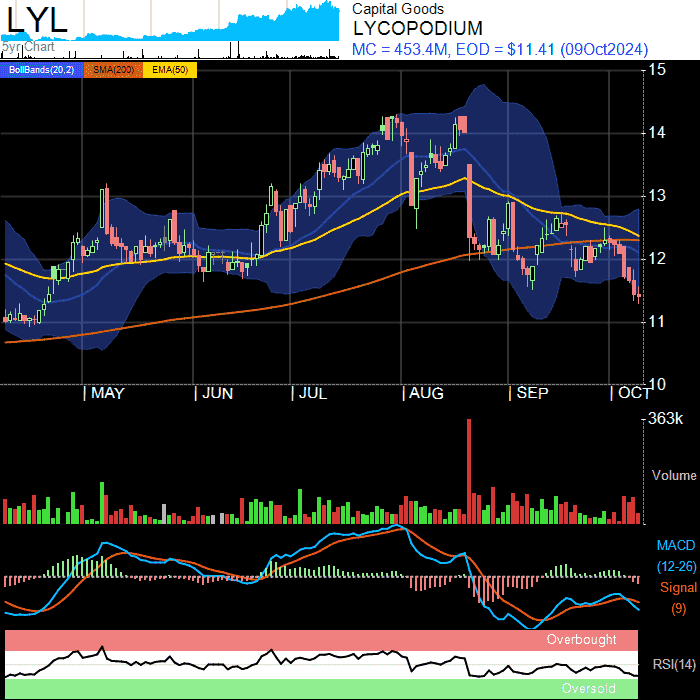 LYL
5yr Chart
Capital Goods
LYCOPODIUM
MC = 453.4M, EOD = $11.41 (09Oct2024)
BollBands(20,2) SMA(200) EMA(50)
15
14
13
12
11
10
MAY JUN JUL AUG SEP OCT
363k
Volume
MACD
(12-26)
Signal
(9)
Overbought
RSI(14)
Oversold